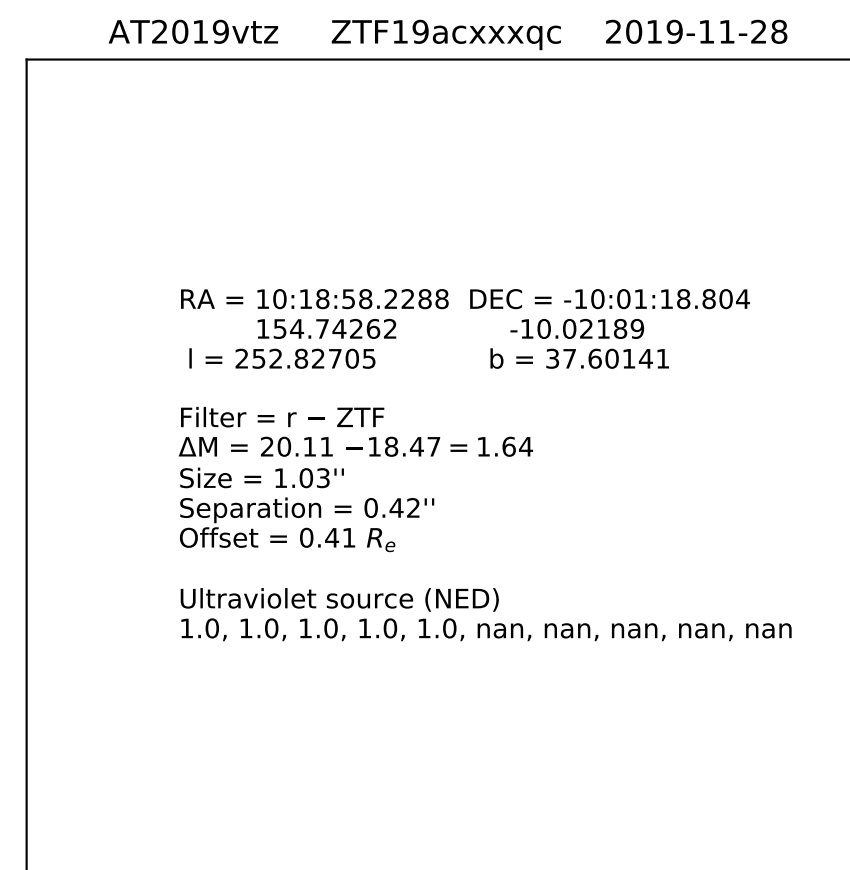 AT2019vtz ZTF19acxxxqc 2019-11-28
RA = 10:18:58.2288 DEC = -10:01:18.804
154.74262 -10.02189
l = 252.82705 b = 37.60141
Filter = r − ZTF
ΔM = 20.11 −18.47 = 1.64
Size = 1.03''
Separation = 0.42''
Offset = 0.41 Rₑ
Ultraviolet source (NED)
1.0, 1.0, 1.0, 1.0, 1.0, nan, nan, nan, nan, nan